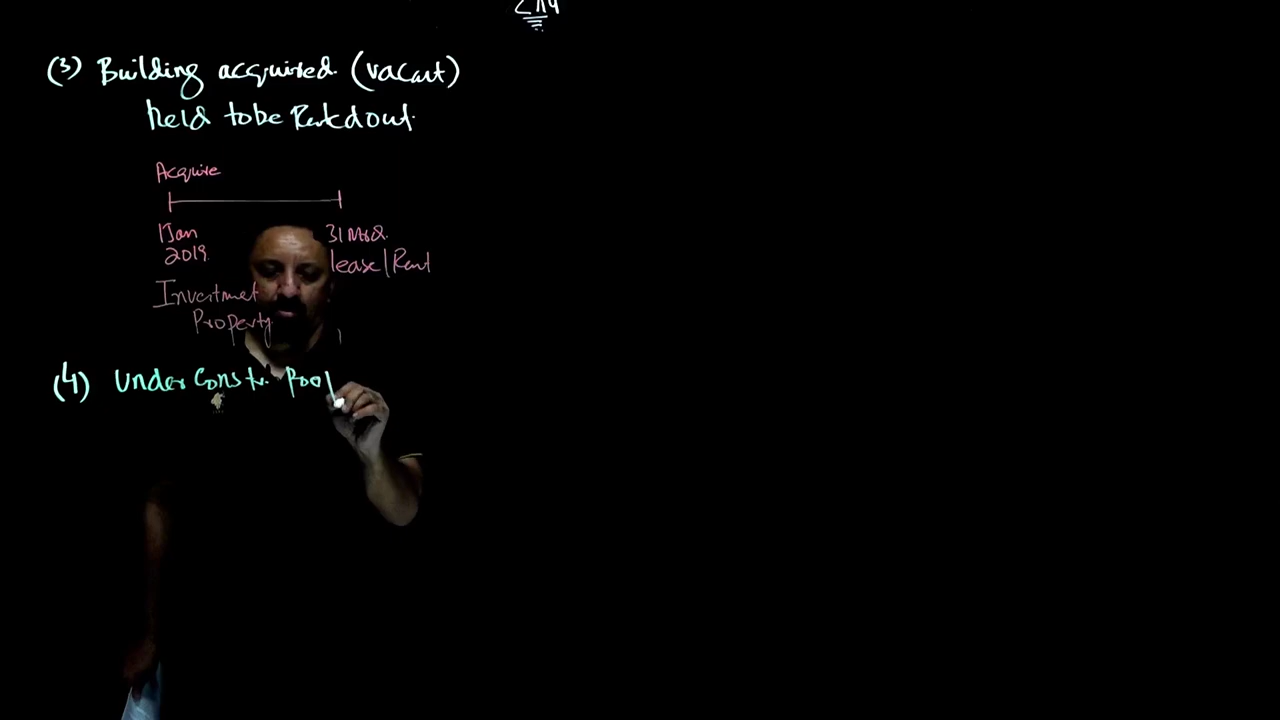 (3) Building acquired. (vacant)
held to be Rented out.
Acquire
1 Jan
2019.
31 Mar
lease/Rent
Investment
Property
(4) Under Constr.